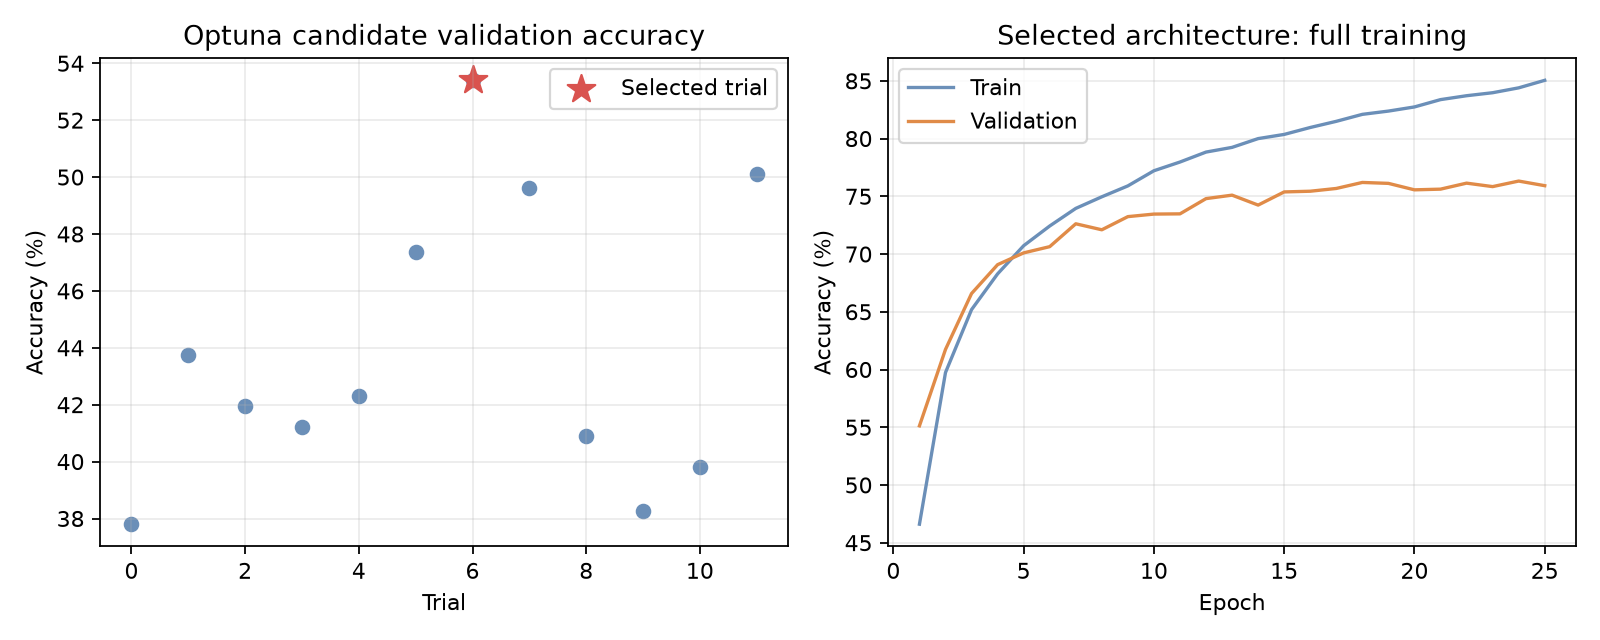 Optuna candidate validation accuracy
Selected trial
Accuracy (%)
54
52
50
48
46
44
42
40
38
0 2 4 6 8 10
Trial
Selected architecture: full training
Train
Validation
Accuracy (%)
85
80
75
70
65
60
55
50
45
0 5 10 15 20 25
Epoch